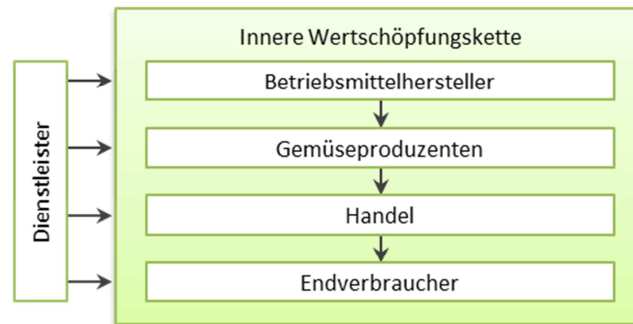 Innere Wertschöpfungskette
Dienstleister
Betriebsmittelhersteller
Gemüseproduzenten
Handel
Endverbraucher